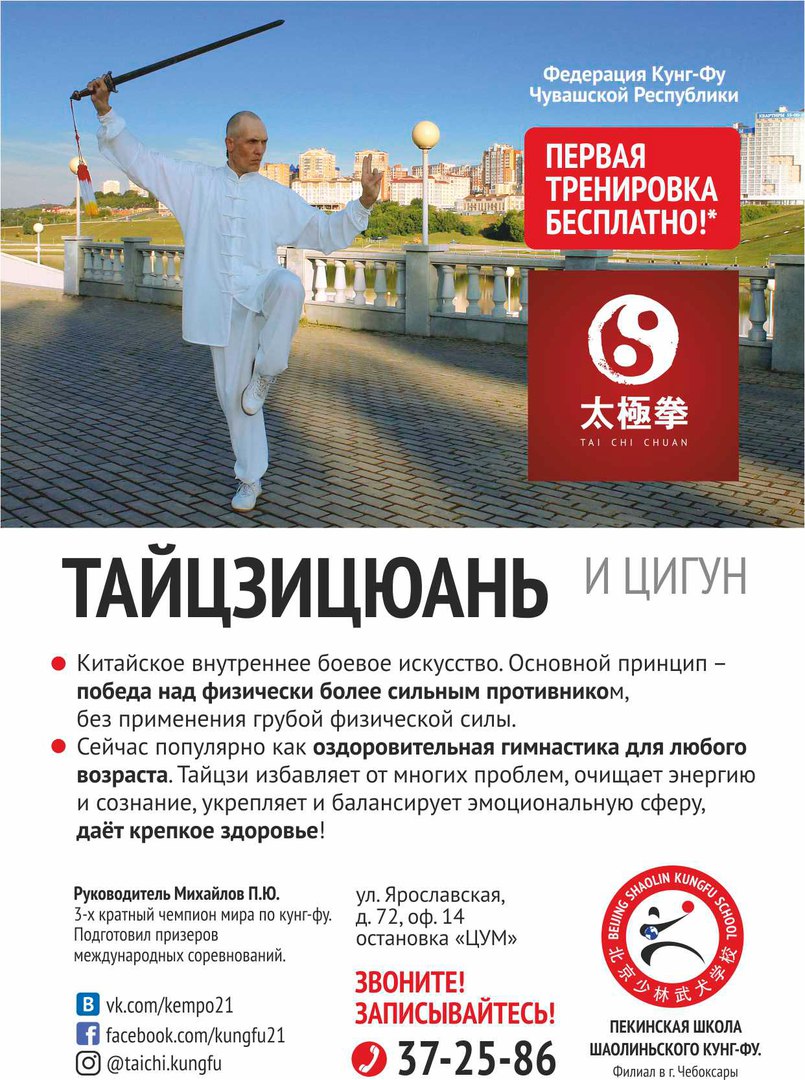 Федерация Кунг-Фу
Чувашской Республики
ПЕРВАЯ
ТРЕНИРОВКА
БЕСПЛАТНО!*
太極拳
TAI CHI CHUAN
ТАЙЦЗИЦЮАНЬ
И ЦИГУН
Китайское внутреннее боевое искусство. Основной принцип –
победа над физически более сильным противником,
без применения грубой физической силы.
Сейчас популярно как оздоровительная гимнастика для любого
возраста. Тайцзи избавляет от многих проблем, очищает энергию
и сознание, укрепляет и балансирует эмоциональную сферу,
даёт крепкое здоровье!
Руководитель Михайлов П.Ю.
3-х кратный чемпион мира по кунг-фу.
Подготовил призеров
международных соревнований.
vk.com/kempo21
facebook.com/kungfu21
@taichi.kungfu
ул. Ярославская,
д. 72, оф. 14
остановка «ЦУМ»
ЗВОНИТЕ!
ЗАПИСЫВАЙТЕСЬ!
37-25-86
BEIJING SHAOLIN KUNGFU SCHOOL
北京少林武术学校
ПЕКИНСКАЯ ШКОЛА
ШАОЛИНЬСКОГО КУНГ-ФУ.
Филиал в г. Чебоксары